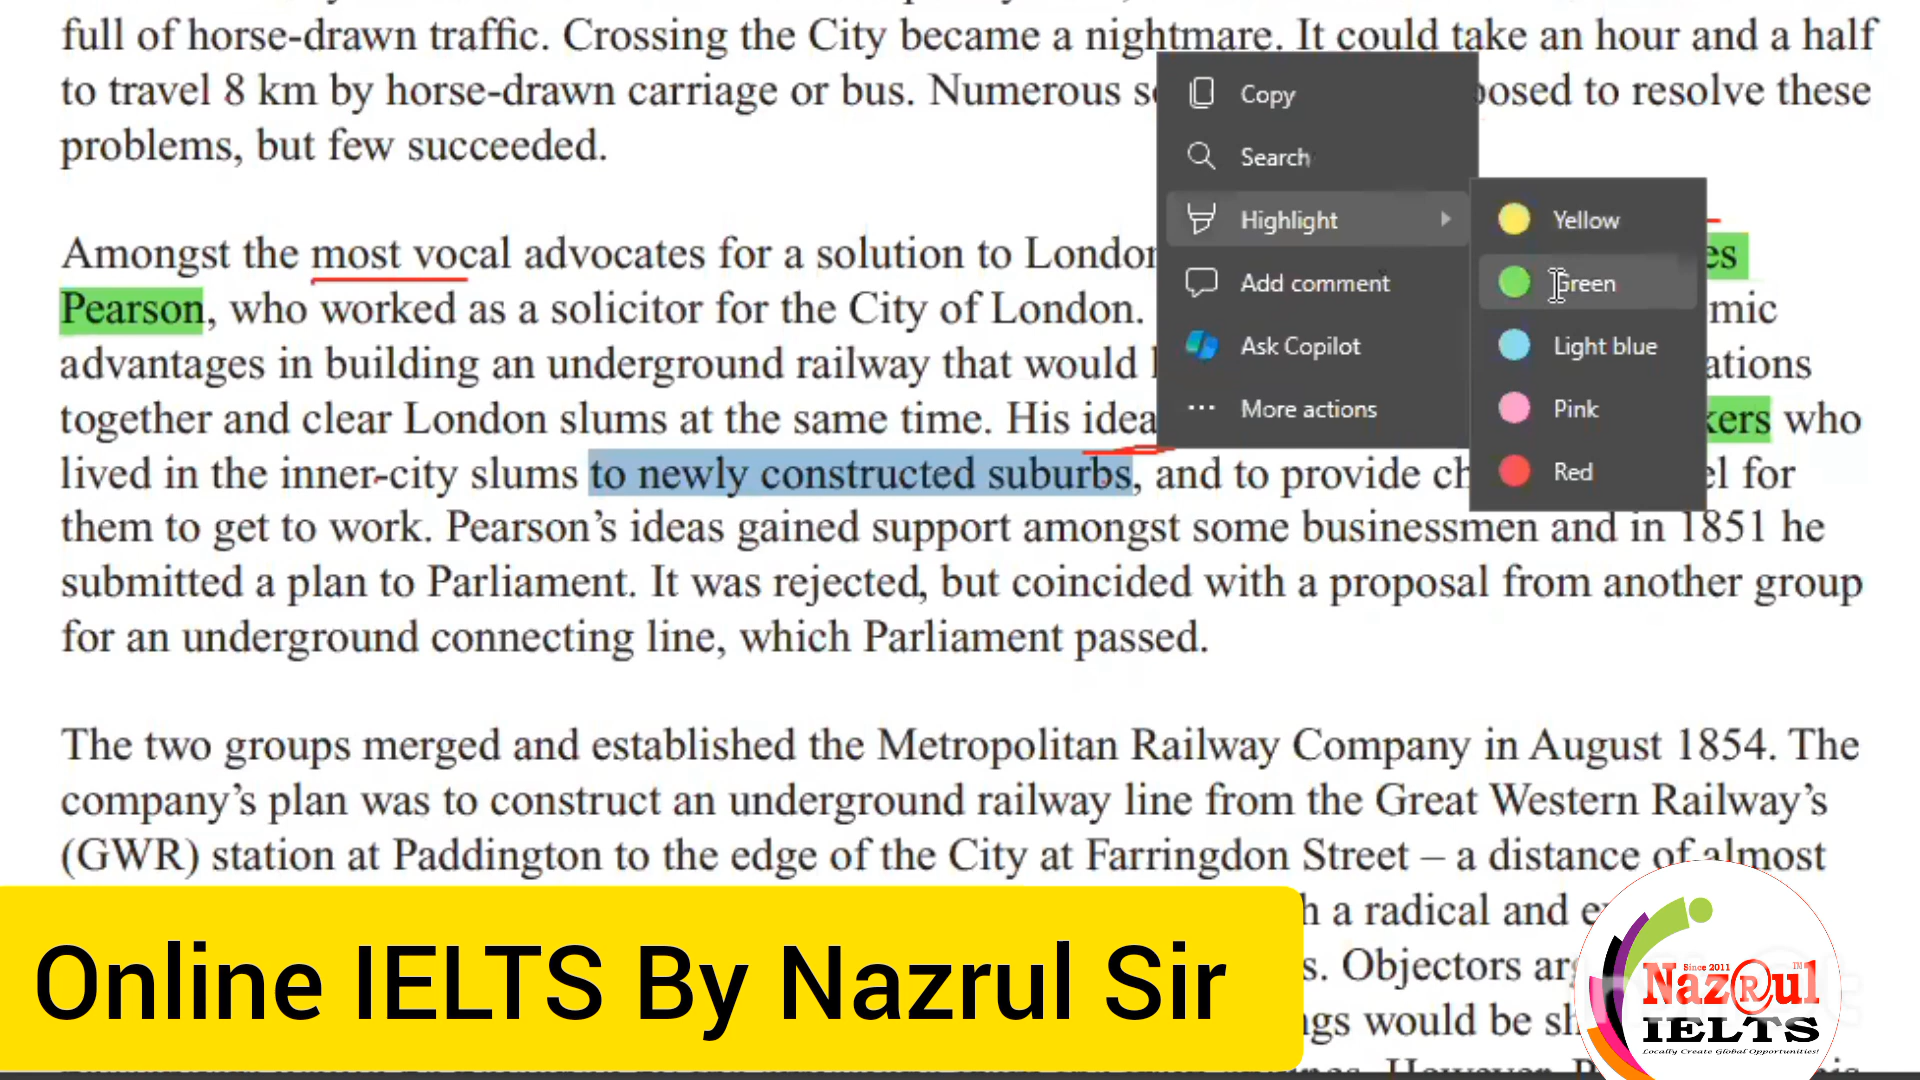 full of horse-drawn traffic. Crossing the City became a nightmare. It could take an hour and a half
to travel 8 km by horse-drawn carriage or bus. Numerous posed to resolve these
problems, but few succeeded.
Copy
Search
Highlight
Add comment
Ask Copilot
More actions
Yellow
Green
Light blue
Pink
Red
Amongst the most vocal advocates for a solution to London es
Pearson, who worked as a solicitor for the City of London. mic
advantages in building an underground railway that would ations
together and clear London slums at the same time. His idea kers who
lived in the inner-city slums to newly constructed suburbs, and to provide ch el for
them to get to work. Pearson’s ideas gained support amongst some businessmen and in 1851 he
submitted a plan to Parliament. It was rejected, but coincided with a proposal from another group
for an underground connecting line, which Parliament passed.
The two groups merged and established the Metropolitan Railway Company in August 1854. The
company’s plan was to construct an underground railway line from the Great Western Railway’s
(GWR) station at Paddington to the edge of the City at Farringdon Street – a distance of almost
h a radical and e
s. Objectors arg
ngs would be sh
Online IELTS By Nazrul Sir
Since 2011
TM
Nazrul
IELTS
Locally Create Global Opportunities!